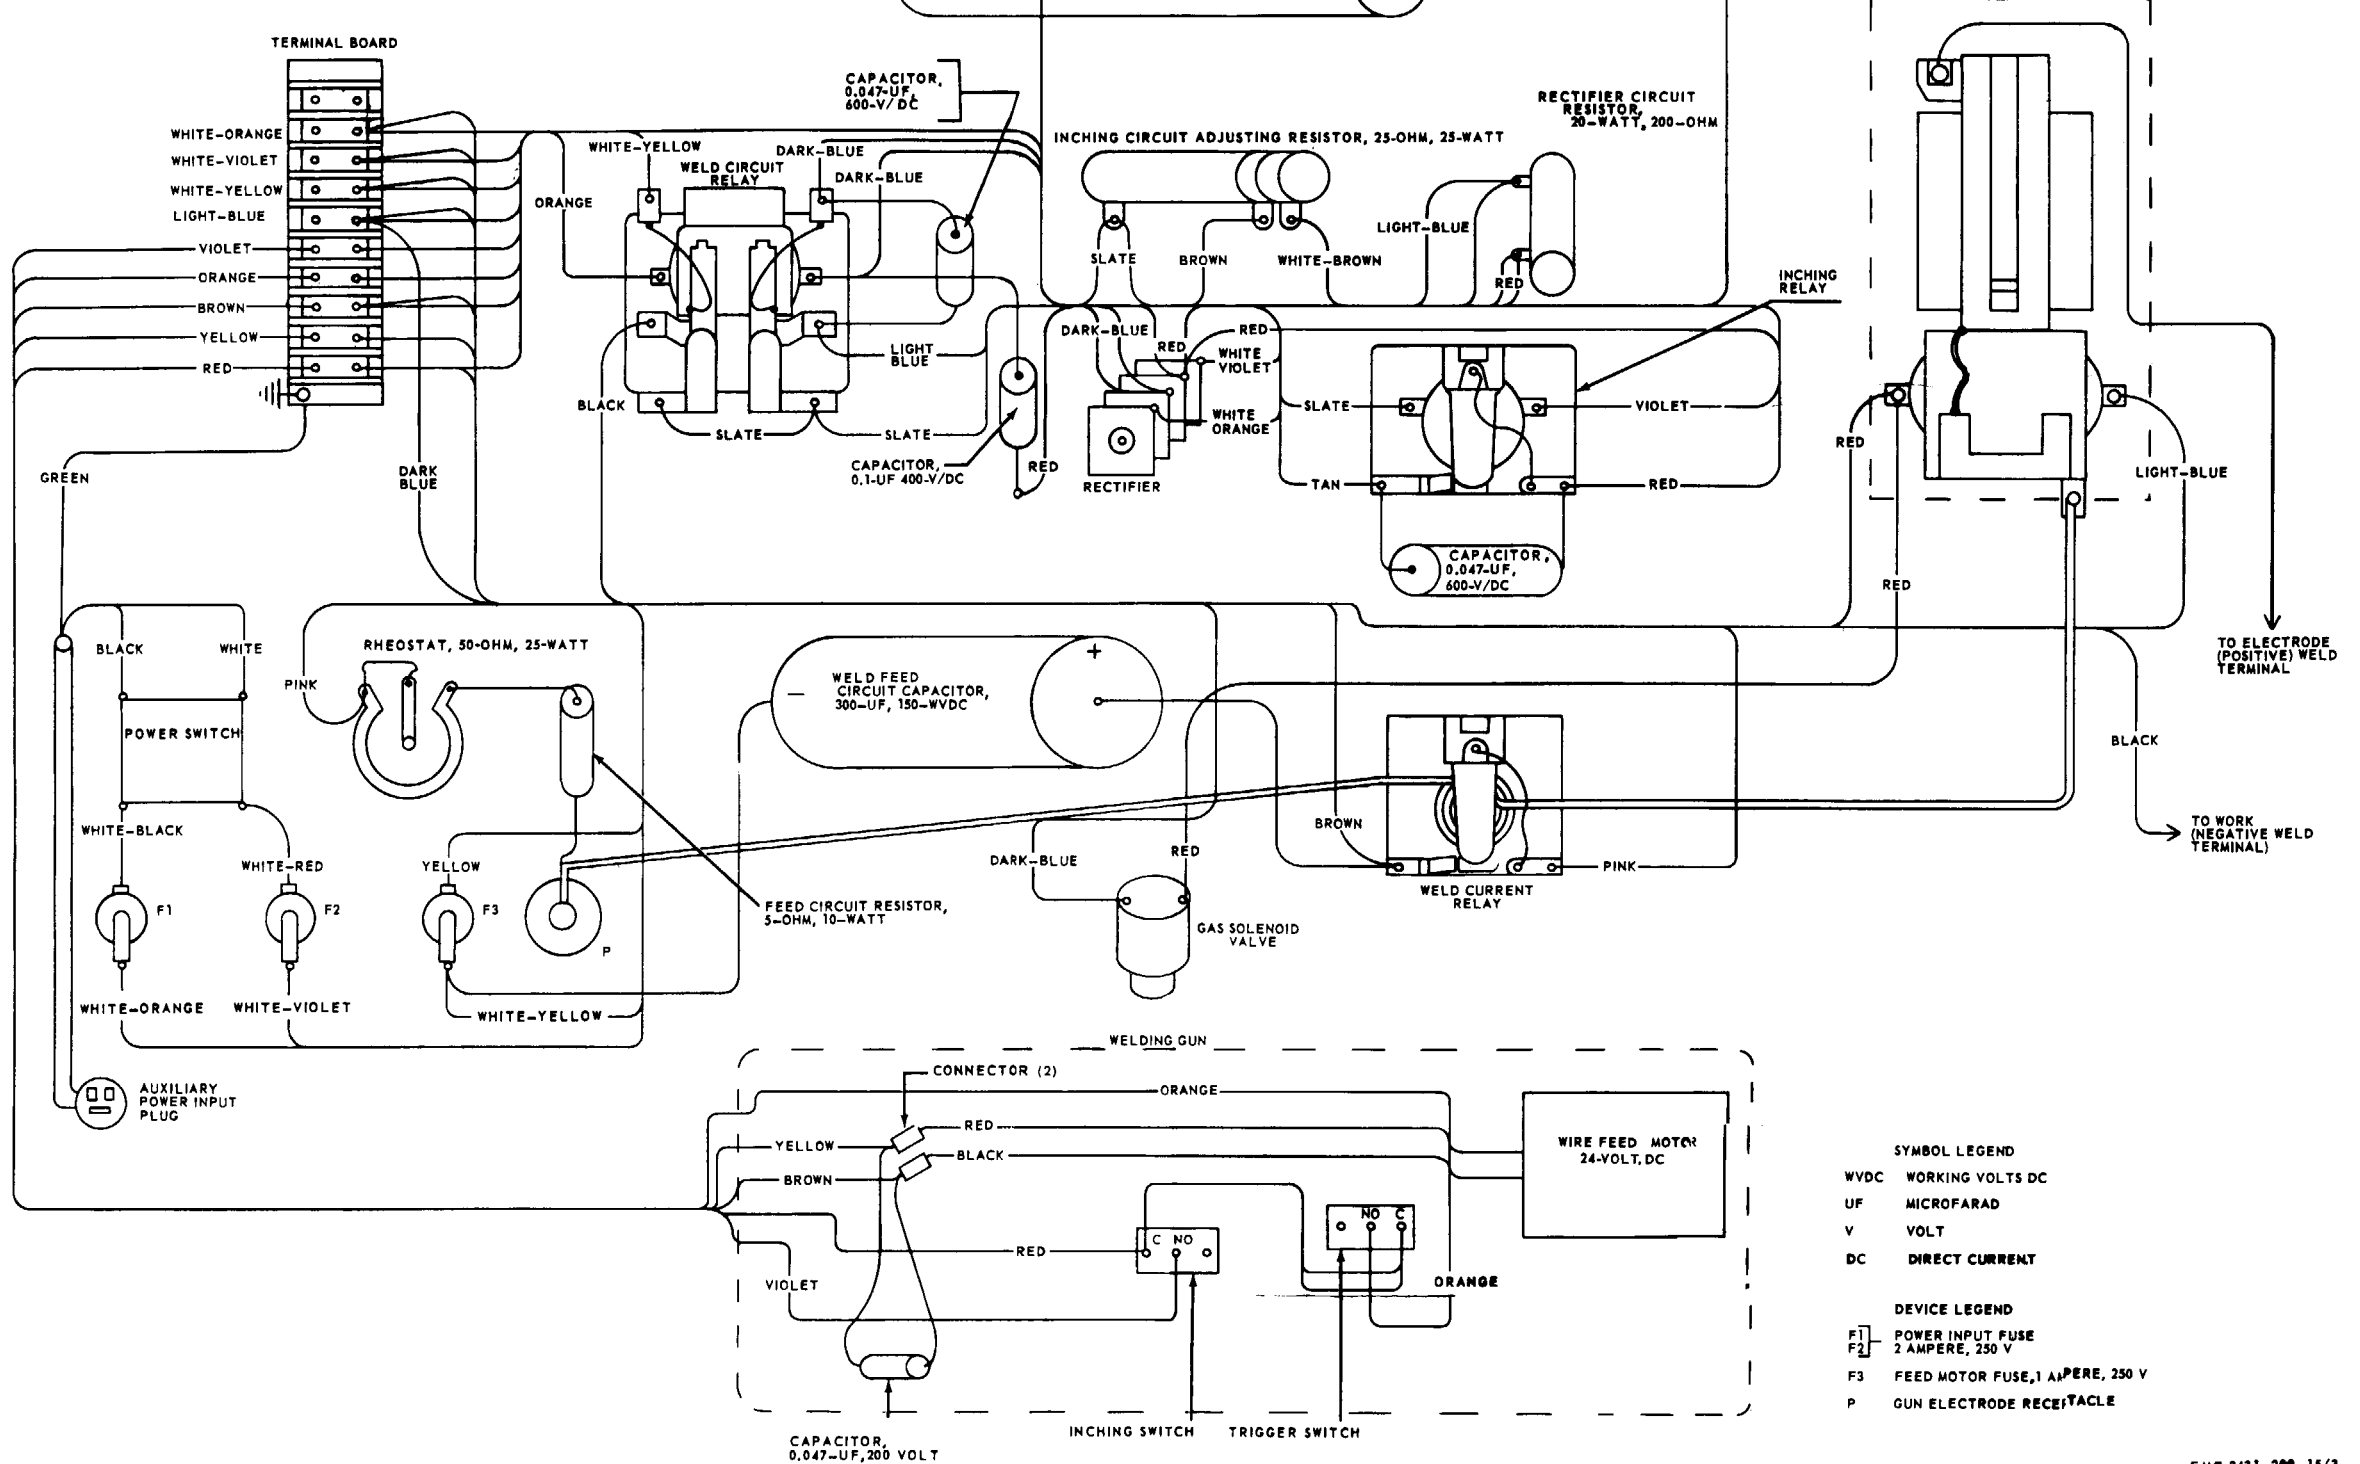 TERMINAL BOARD
WHITE-ORANGE
WHITE-VIOLET
WHITE-YELLOW
LIGHT-BLUE
VIOLET
ORANGE
BROWN
YELLOW
RED
GREEN
DARK
BLUE
ORANGE
WHITE-YELLOW
WELD CIRCUIT
RELAY
DARK-BLUE
DARK-BLUE
CAPACITOR,
0.047-UF,
600-V/DC
BLACK
SLATE
SLATE
LIGHT
BLUE
CAPACITOR,
0.1-UF 400-V/DC
RED
INCHING CIRCUIT ADJUSTING RESISTOR, 25-OHM, 25-WATT
SLATE
BROWN
WHITE-BROWN
RECTIFIER CIRCUIT
RESISTOR,
20-WATT, 200-OHM
LIGHT-BLUE
RED
INCHING
RELAY
DARK-BLUE
RED
RED
WHITE
VIOLET
WHITE
ORANGE
RECTIFIER
SLATE
VIOLET
TAN
RED
CAPACITOR,
0.047-UF,
600-V/DC
RED
LIGHT-BLUE
RED
TO ELECTRODE
(POSITIVE) WELD
TERMINAL
BLACK
TO WORK
(NEGATIVE WELD
TERMINAL)
BLACK
WHITE
POWER SWITCH
WHITE-BLACK
WHITE-RED
F1
F2
WHITE-ORANGE
WHITE-VIOLET
AUXILIARY
POWER INPUT
PLUG
PINK
RHEOSTAT, 50-OHM, 25-WATT
YELLOW
F3
P
WHITE-YELLOW
FEED CIRCUIT RESISTOR,
5-OHM, 10-WATT
WELD FEED
CIRCUIT CAPACITOR,
300-UF, 150-WVDC
−
+
DARK-BLUE
RED
GAS SOLENOID
VALVE
BROWN
PINK
WELD CURRENT
RELAY
WELDING GUN
CONNECTOR (2)
ORANGE
RED
YELLOW
BLACK
BROWN
RED
VIOLET
C NO
NO C
ORANGE
WIRE FEED MOTOR
24-VOLT, DC
CAPACITOR,
0.047-UF, 200 VOLT
INCHING SWITCH
TRIGGER SWITCH
SYMBOL LEGEND
WVDC WORKING VOLTS DC
UF MICROFARAD
V VOLT
DC DIRECT CURRENT
DEVICE LEGEND
F1
F2
POWER INPUT FUSE
2 AMPERE, 250 V
F3 FEED MOTOR FUSE, 1 AMPERE, 250 V
P GUN ELECTRODE RECEPTACLE